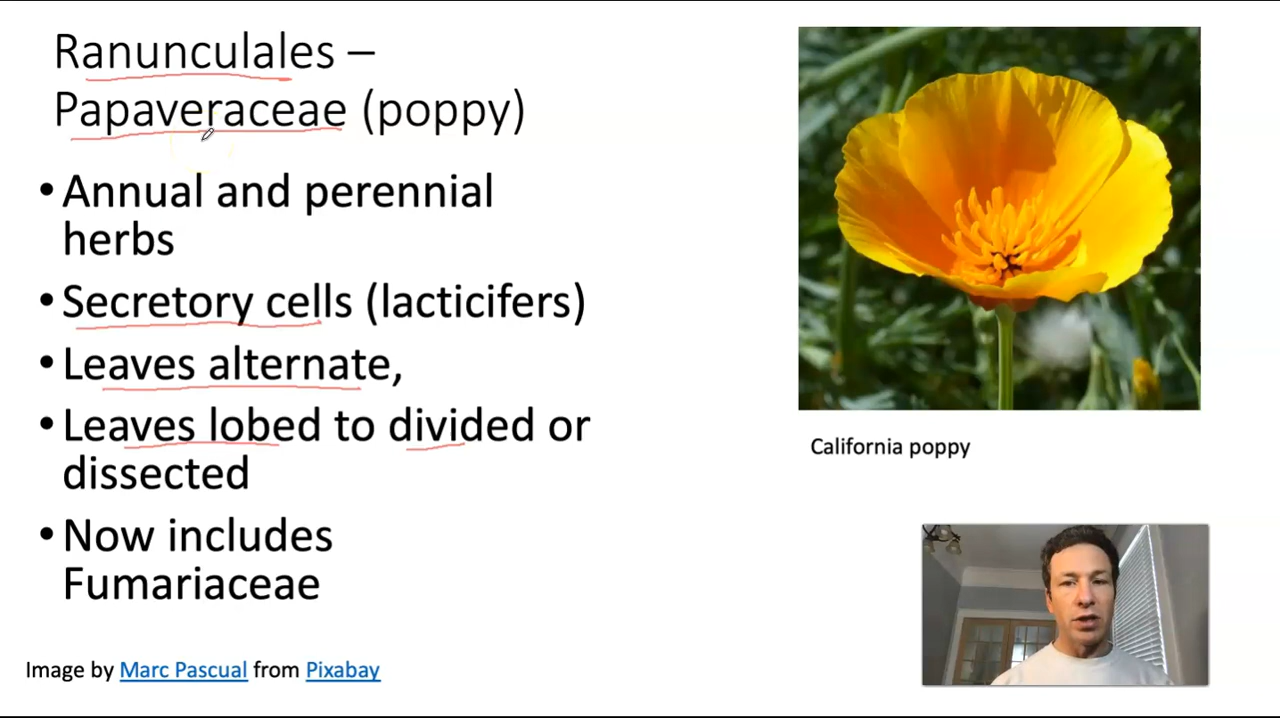 Ranunculales –
Papaveraceae (poppy)
• Annual and perennial
herbs
• Secretory cells (lacticifers)
• Leaves alternate,
• Leaves lobed to divided or
dissected
• Now includes
Fumariaceae
California poppy
Image by Marc Pascual from Pixabay